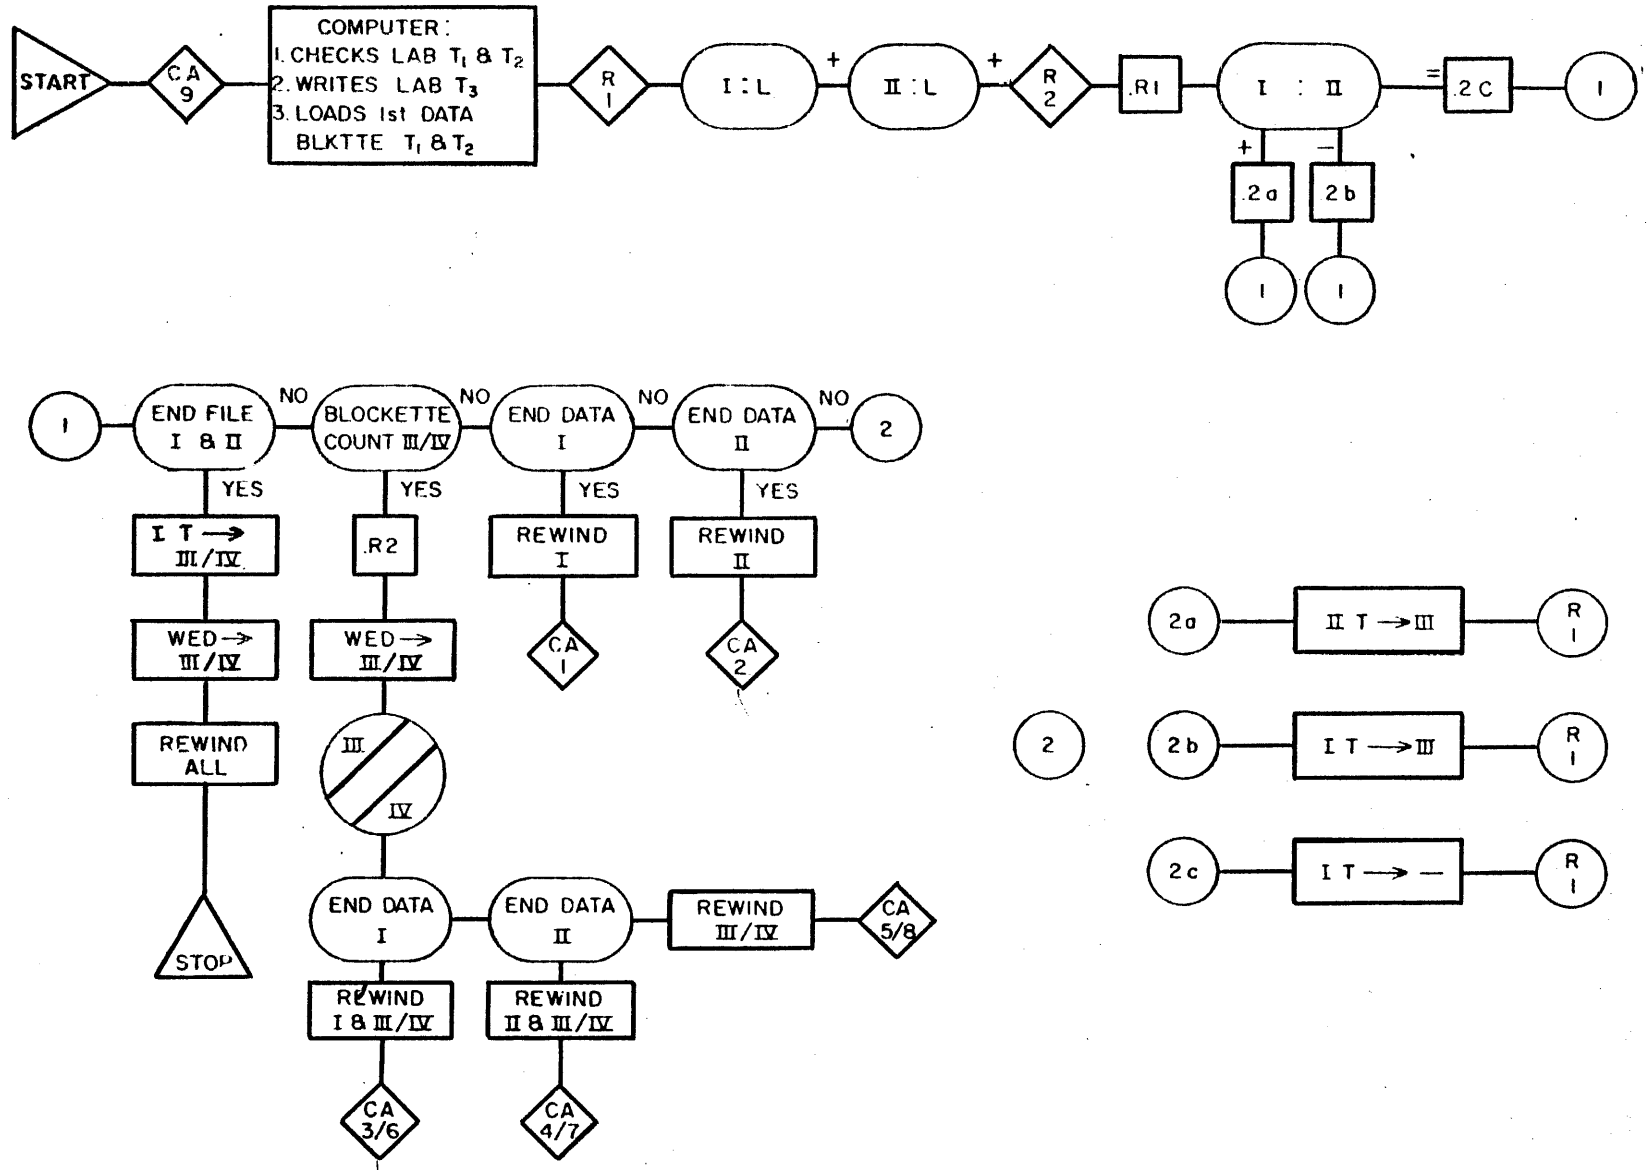 START
CA
9
COMPUTER:
1. CHECKS LAB T₁ & T₂
2. WRITES LAB T₃
3. LOADS 1st DATA
BLKTTE T₁ & T₂
R
1
I : L
+
II : L
+
R
2
.R1
I : II
=
.2C
1
+
–
.2a
2b
1
1
1
END FILE
I & II
NO
BLOCKETTE
COUNT III/IV
NO
END DATA
I
NO
END DATA
II
NO
2
YES
YES
YES
YES
I T →
III/IV
.R2
REWIND
I
REWIND
II
WED →
III/IV
WED →
III/IV
CA
1
CA
2
REWIND
ALL
III
IV
STOP
END DATA
I
END DATA
II
REWIND
III/IV
CA
5/8
REWIND
I & III/IV
REWIND
II & III/IV
CA
3/6
CA
4/7
2a
II T → III
R
1
2
2b
I T → III
R
1
2c
I T → —
R
1